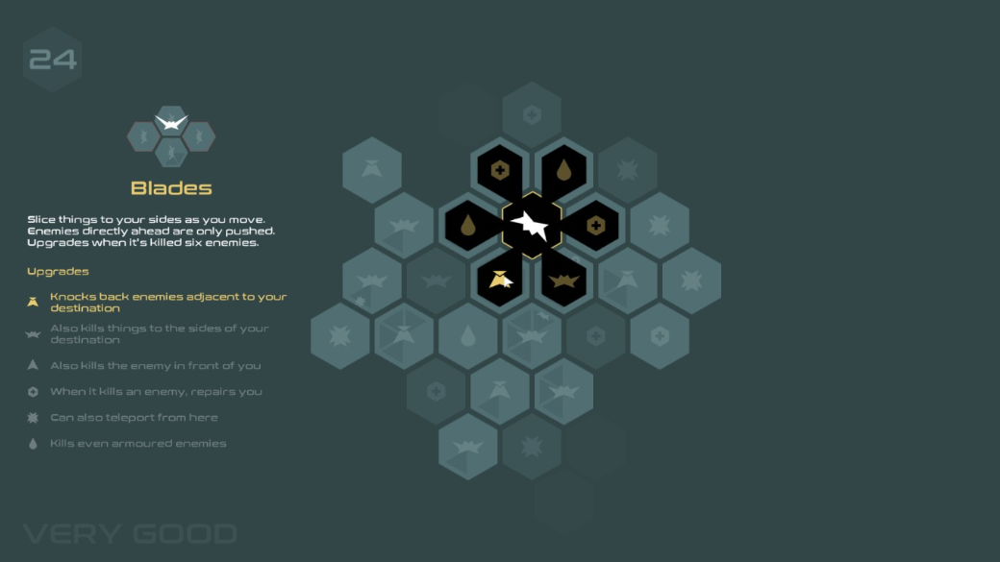 24
Blades
Slice things to your sides as you move.
Enemies directly ahead are only pushed.
Upgrades when it's killed six enemies.
Upgrades
Knocks back enemies adjacent to your
destination
Also kills things to the sides of your
destination
Also kills the enemy in front of you
When it kills an enemy, repairs you
Can also teleport from here
Kills even armoured enemies
VERY GOOD